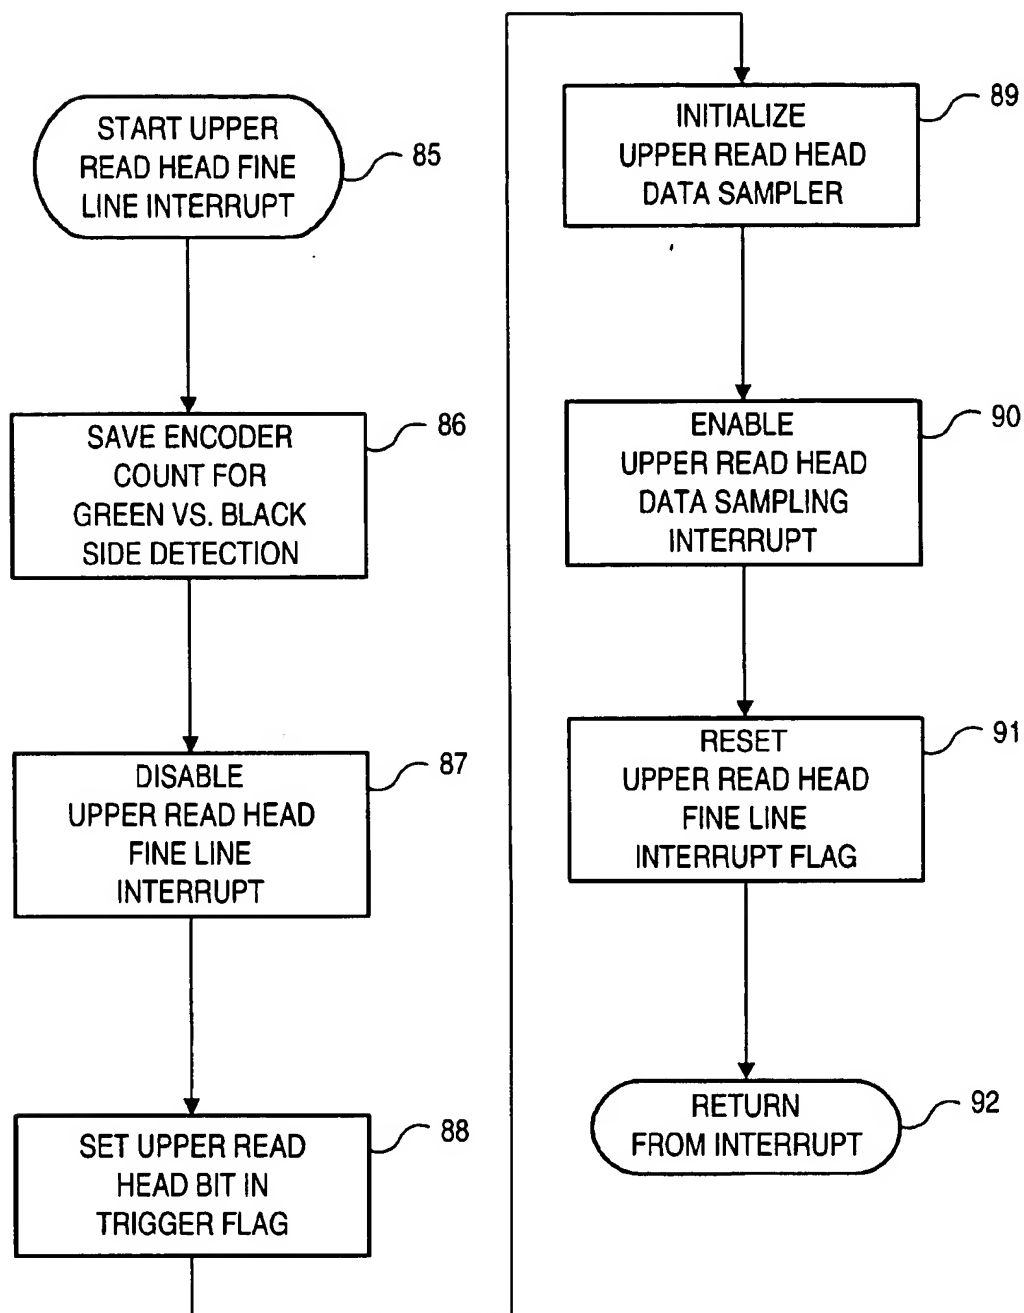 START UPPER
READ HEAD FINE
LINE INTERRUPT
85
SAVE ENCODER
COUNT FOR
GREEN VS. BLACK
SIDE DETECTION
86
DISABLE
UPPER READ HEAD
FINE LINE
INTERRUPT
87
SET UPPER READ
HEAD BIT IN
TRIGGER FLAG
88
INITIALIZE
UPPER READ HEAD
DATA SAMPLER
89
ENABLE
UPPER READ HEAD
DATA SAMPLING
INTERRUPT
90
RESET
UPPER READ HEAD
FINE LINE
INTERRUPT FLAG
91
RETURN
FROM INTERRUPT
92